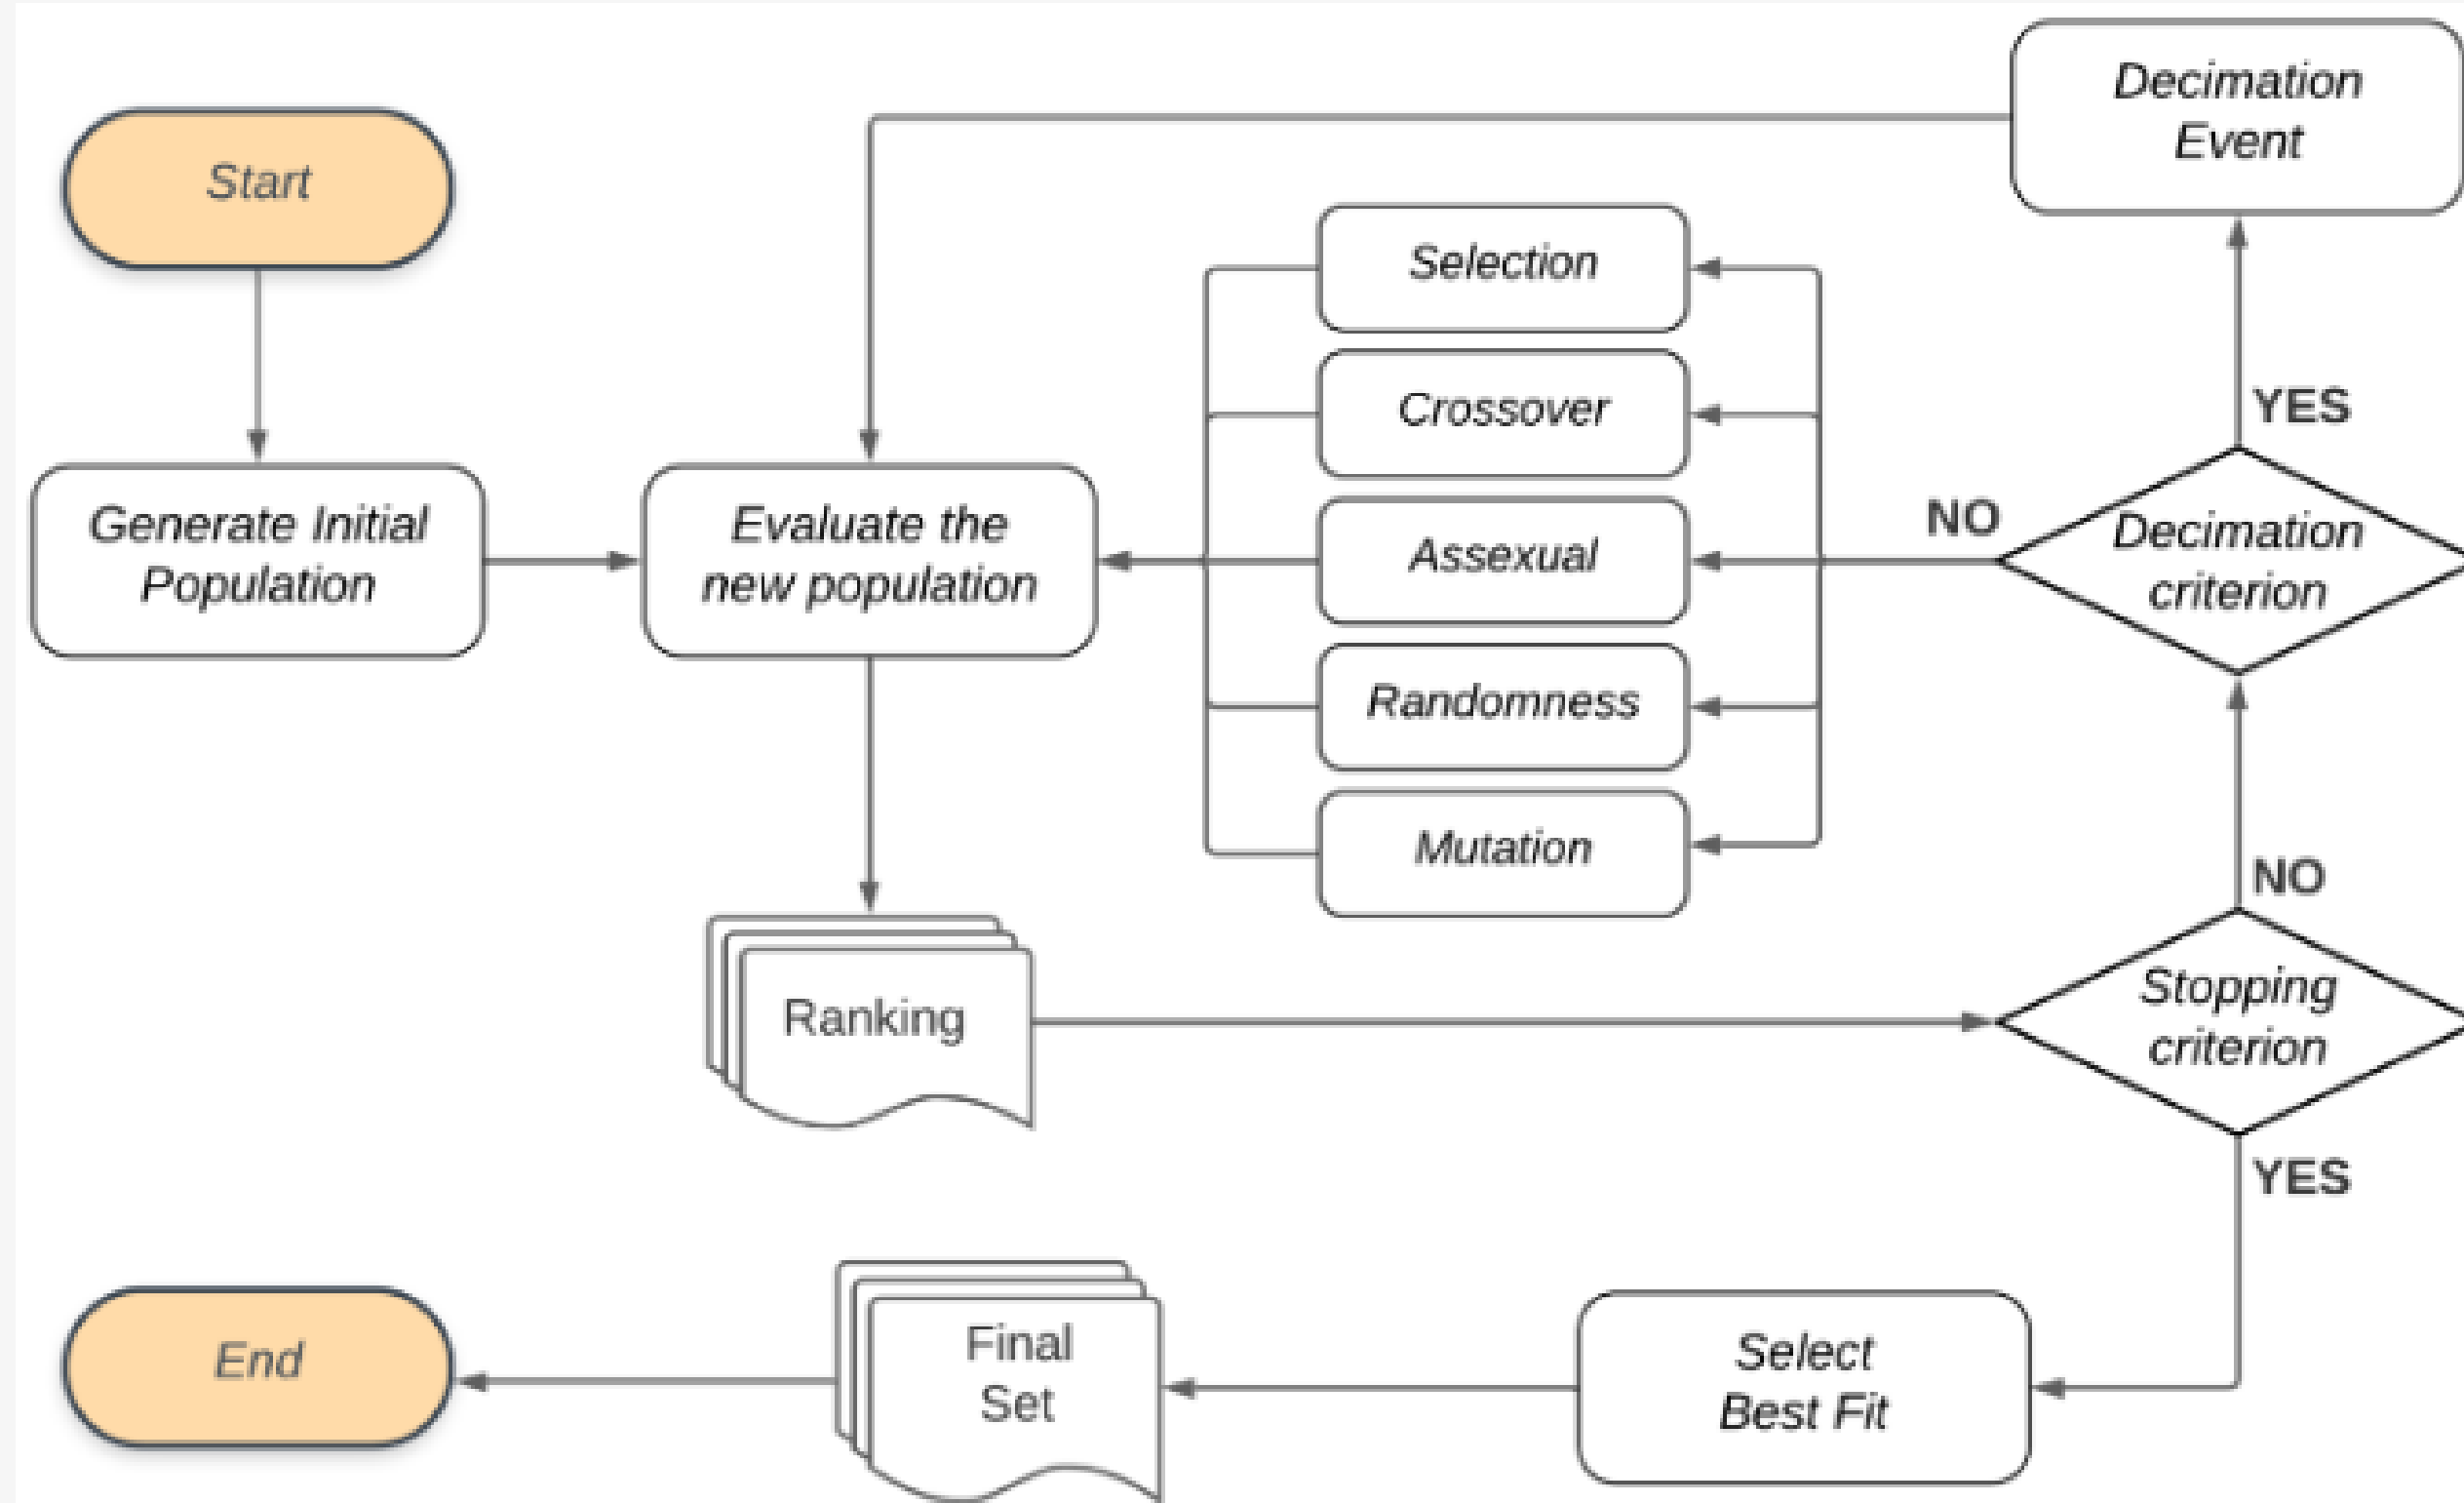 Decimation
Event
Start
Selection
Crossover
YES
Generate Initial
Population
Evaluate the
new population
Assexual
NO
Decimation
criterion
Randomness
Mutation
NO
Ranking
Stopping
criterion
YES
End
Final
Set
Select
Best Fit